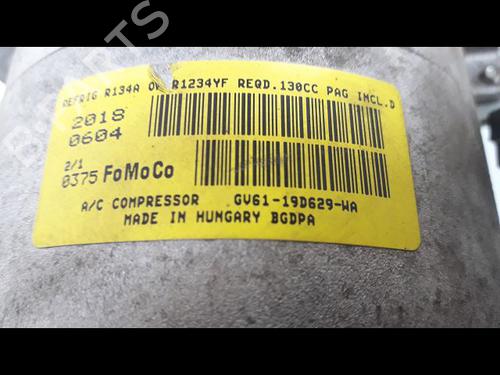 REFRIG R134A OR R1234YF REQD.130CC PAG INCL.D
2018
0604
2/1
0375 FoMoCo
A/C COMPRESSOR GV61-19D629-WA
MADE IN HUNGARY BGDPA